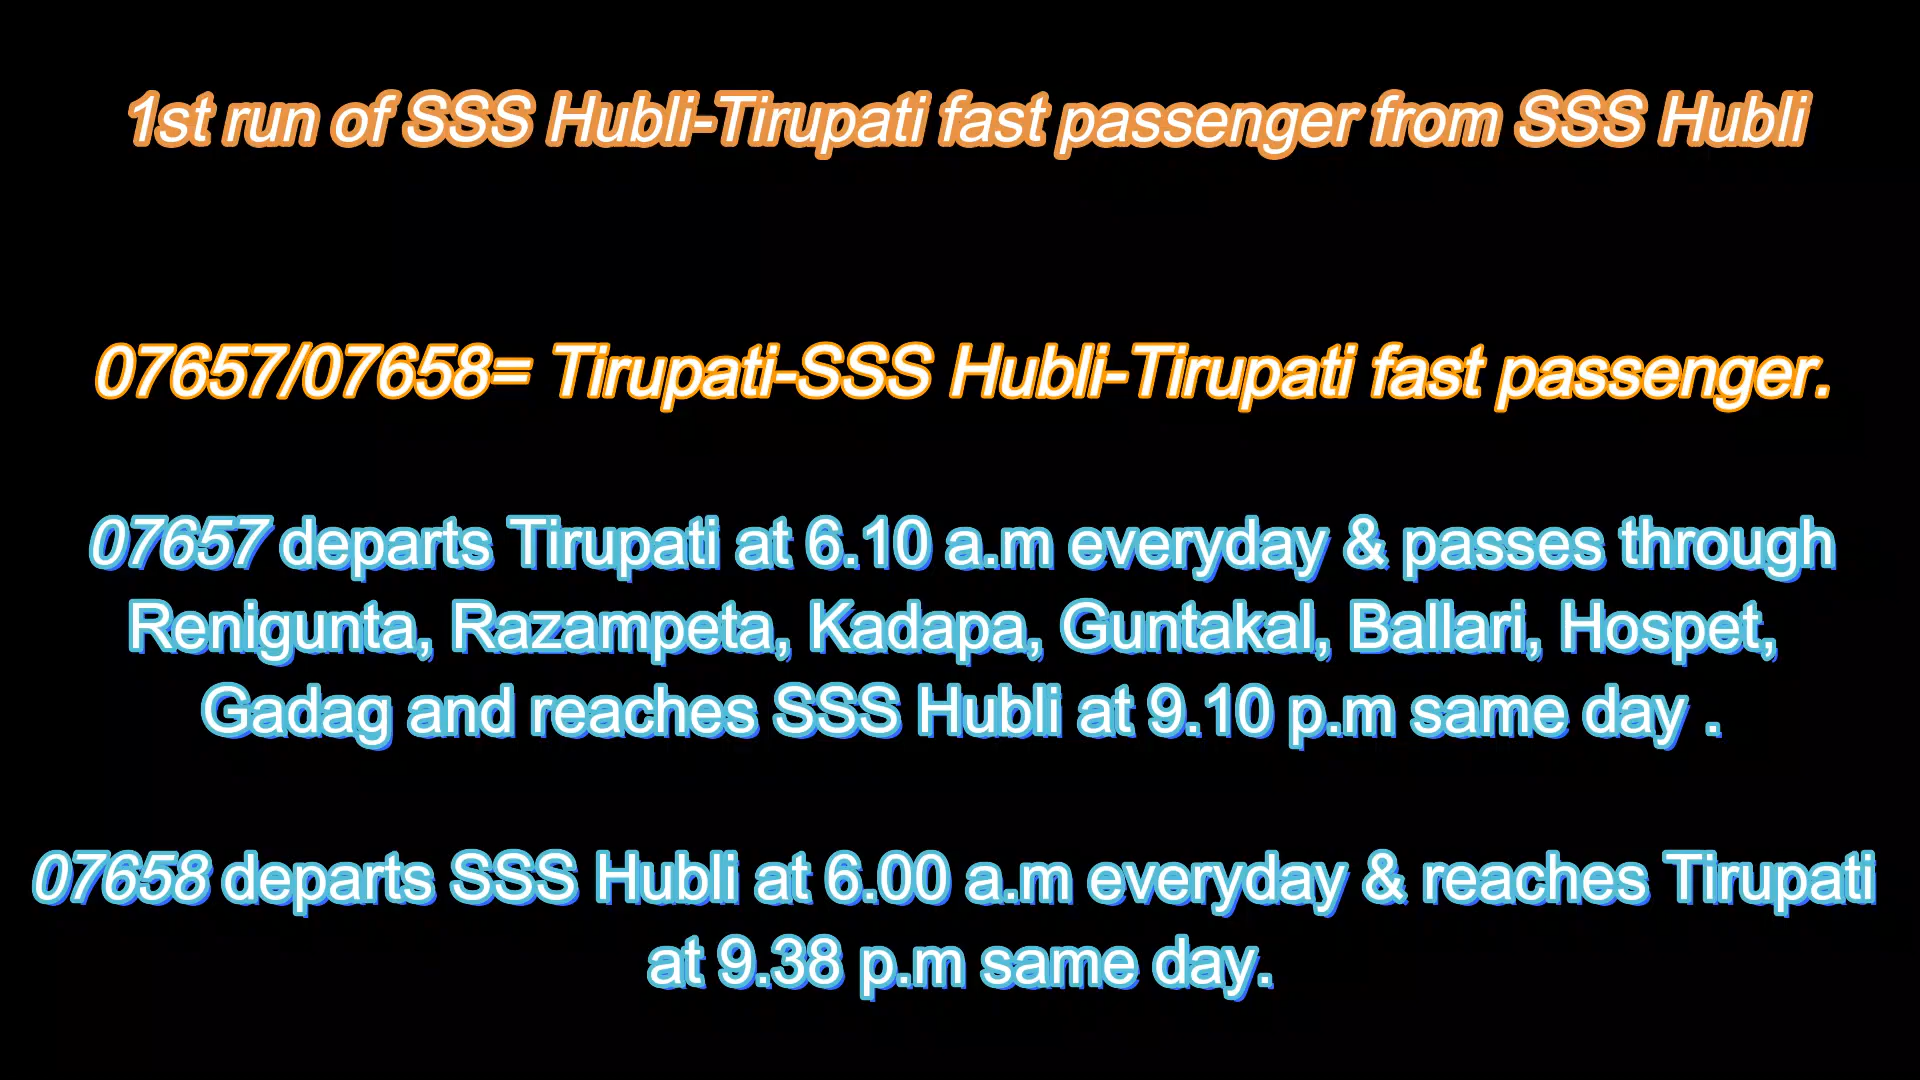 1st run of SSS Hubli-Tirupati fast passenger from SSS Hubli
07657/07658= Tirupati-SSS Hubli-Tirupati fast passenger.
07657 departs Tirupati at 6.10 a.m everyday & passes through
Renigunta, Razampeta, Kadapa, Guntakal, Ballari, Hospet,
Gadag and reaches SSS Hubli at 9.10 p.m same day .
07658 departs SSS Hubli at 6.00 a.m everyday & reaches Tirupati
at 9.38 p.m same day.